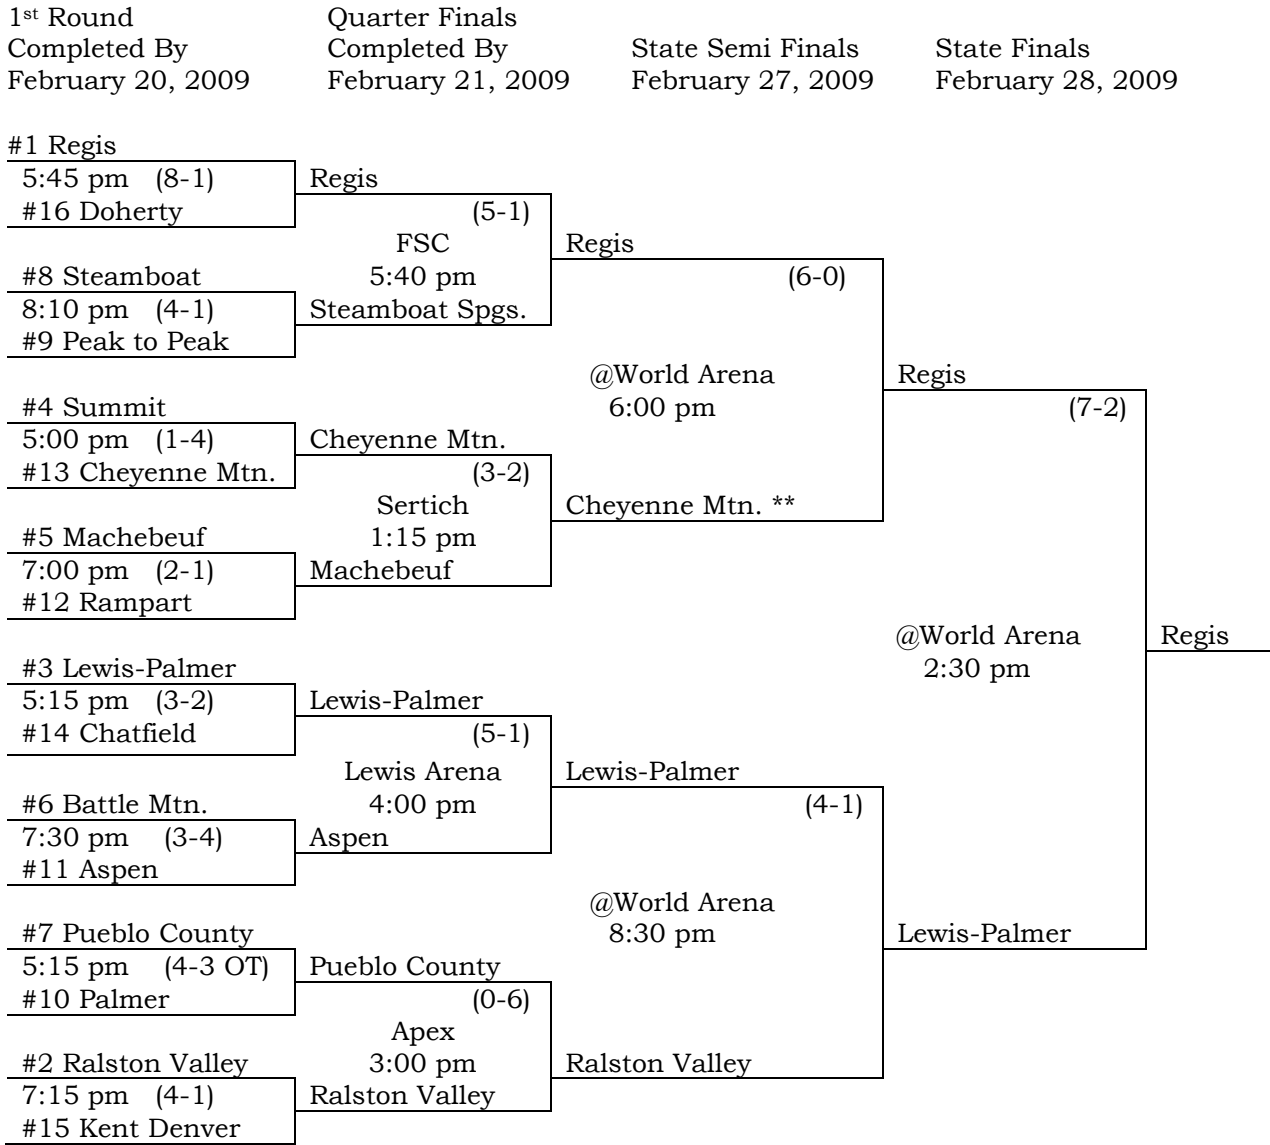 1st Round
Completed By
February 20, 2009
Quarter Finals
Completed By
February 21, 2009
State Semi Finals
February 27, 2009
State Finals
February 28, 2009
#1 Regis
5:45 pm (8-1)
#16 Doherty
#8 Steamboat
8:10 pm (4-1)
#9 Peak to Peak
#4 Summit
5:00 pm (1-4)
#13 Cheyenne Mtn.
#5 Machebeuf
7:00 pm (2-1)
#12 Rampart
#3 Lewis-Palmer
5:15 pm (3-2)
#14 Chatfield
#6 Battle Mtn.
7:30 pm (3-4)
#11 Aspen
#7 Pueblo County
5:15 pm (4-3 OT)
#10 Palmer
#2 Ralston Valley
7:15 pm (4-1)
#15 Kent Denver
Regis
(5-1)
FSC
5:40 pm
Steamboat Spgs.
Cheyenne Mtn.
(3-2)
Sertich
1:15 pm
Machebeuf
Lewis-Palmer
(5-1)
Lewis Arena
4:00 pm
Aspen
Pueblo County
(0-6)
Apex
3:00 pm
Ralston Valley
Regis
(6-0)
@World Arena
6:00 pm
Cheyenne Mtn. **
Lewis-Palmer
(4-1)
@World Arena
8:30 pm
Ralston Valley
Regis
(7-2)
@World Arena
2:30 pm
Lewis-Palmer
Regis